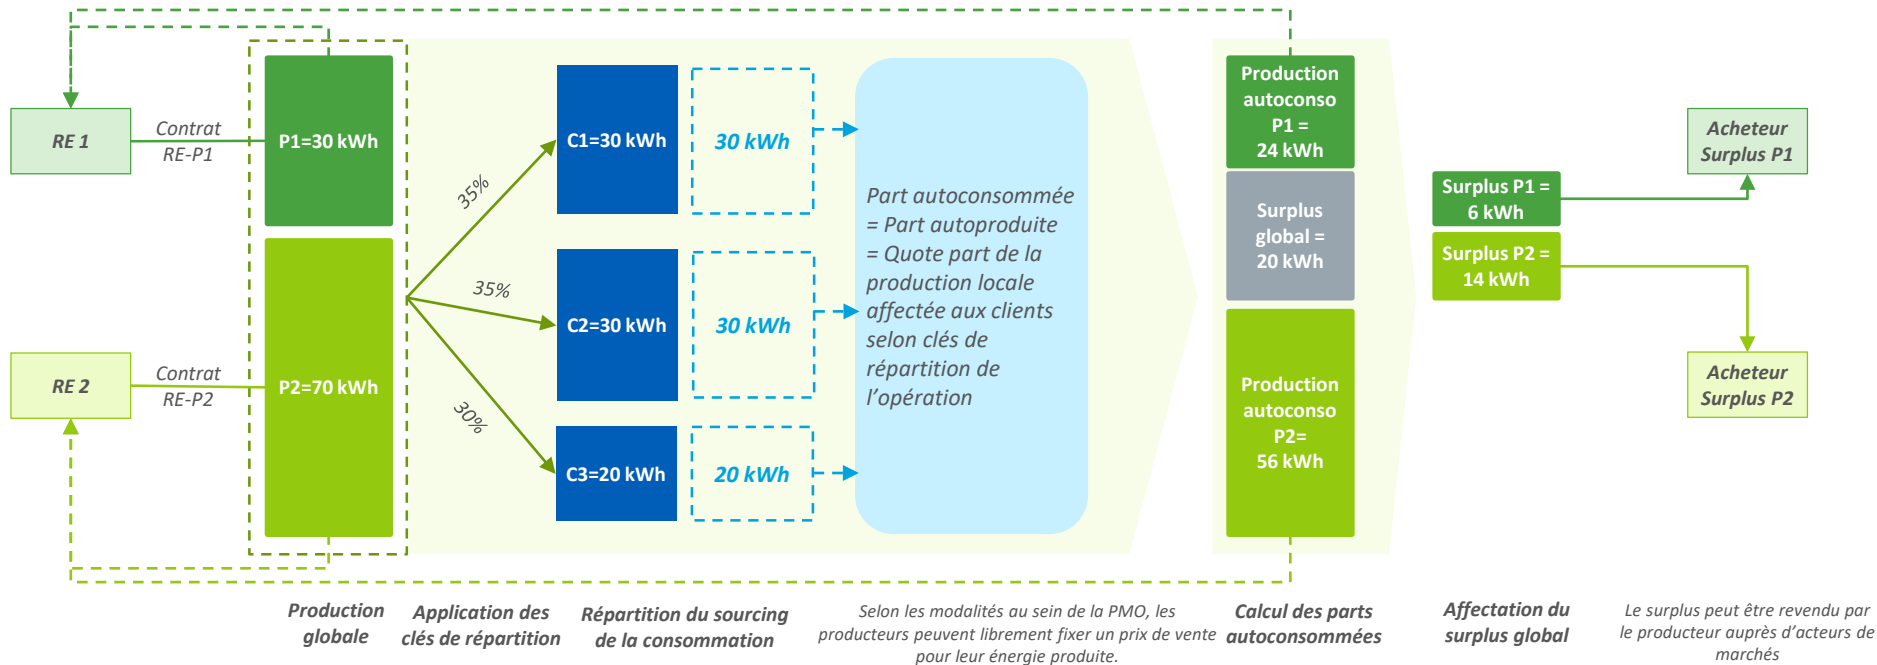 RE 1
Contrat
RE-P1
RE 2
Contrat
RE-P2
P1=30 kWh
P2=70 kWh
35%
35%
30%
C1=30 kWh
C2=30 kWh
C3=20 kWh
30 kWh
30 kWh
20 kWh
Part autoconsommée
= Part autoproduite
= Quote part de la
production locale
affectée aux clients
selon clés de
répartition de
l’opération
Production
autoconso
P1 =
24 kWh
Surplus
global =
20 kWh
Production
autoconso
P2=
56 kWh
Surplus P1 =
6 kWh
Surplus P2 =
14 kWh
Acheteur
Surplus P1
Acheteur
Surplus P2
Production
globale
Application des
clés de répartition
Répartition du sourcing
de la consommation
Selon les modalités au sein de la PMO, les
producteurs peuvent librement fixer un prix de vente
pour leur énergie produite.
Calcul des parts
autoconsommées
Affectation du
surplus global
Le surplus peut être revendu par
le producteur auprès d’acteurs de
marchés